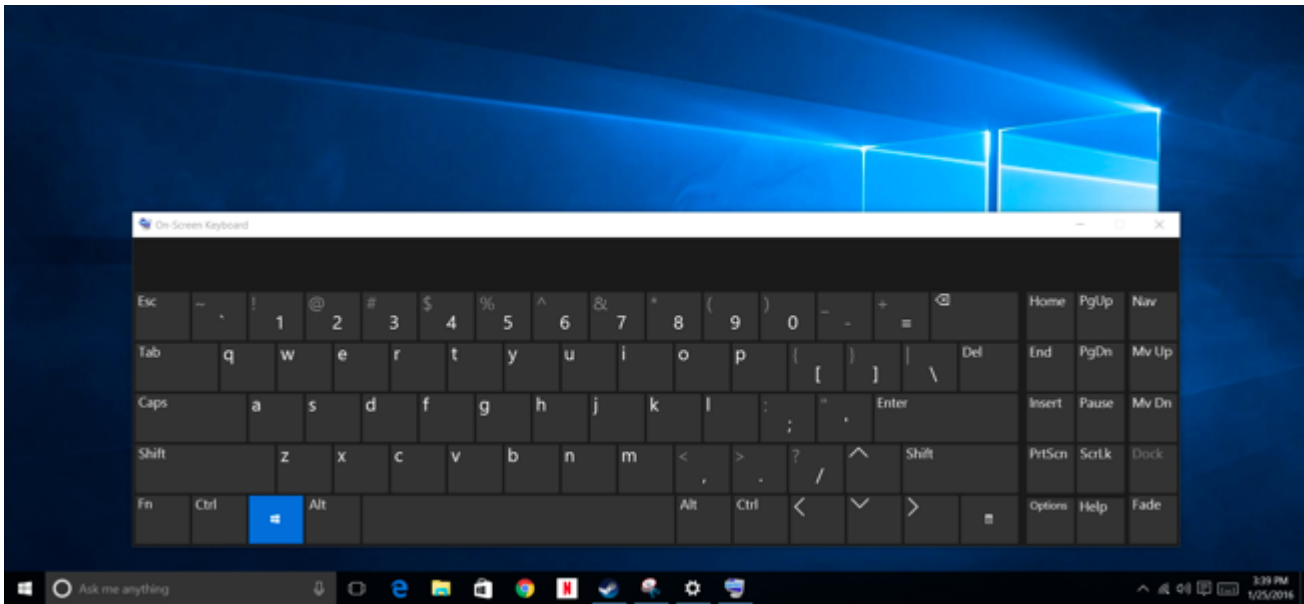 On-Screen Keyboard
Esc ~ ` ! 1 @ 2 # 3 $ 4 % 5 ^ 6 & 7 * 8 ( 9 ) 0 _ - + = Home PgUp Nav
Tab q w e r t y u i o p { [ } ] | \ Del End PgDn Mv Up
Caps a s d f g h j k l : ; " ' Enter Insert Pause Mv Dn
Shift z x c v b n m < , > . ? / Shift PrtScn ScrLk Dock
Fn Ctrl Alt Alt Ctrl Options Help Fade
Ask me anything
3:39 PM
1/25/2016